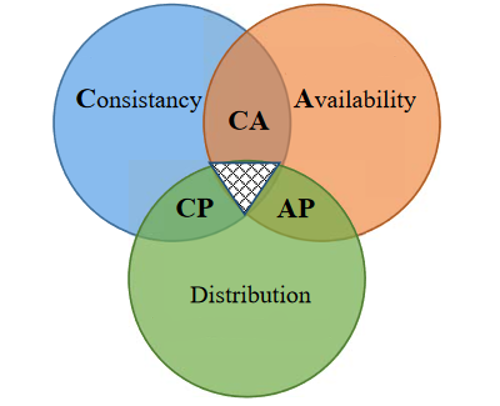 Consistancy
Availability
CA
CP
AP
Distribution